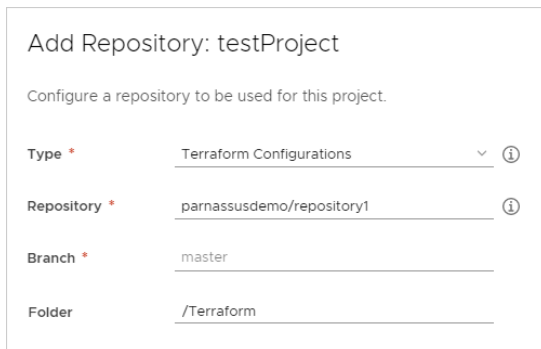 Add Repository: testProject
Configure a repository to be used for this project.
Type * Terraform Configurations
Repository * parnassusdemo/repository1
Branch * master
Folder /Terraform